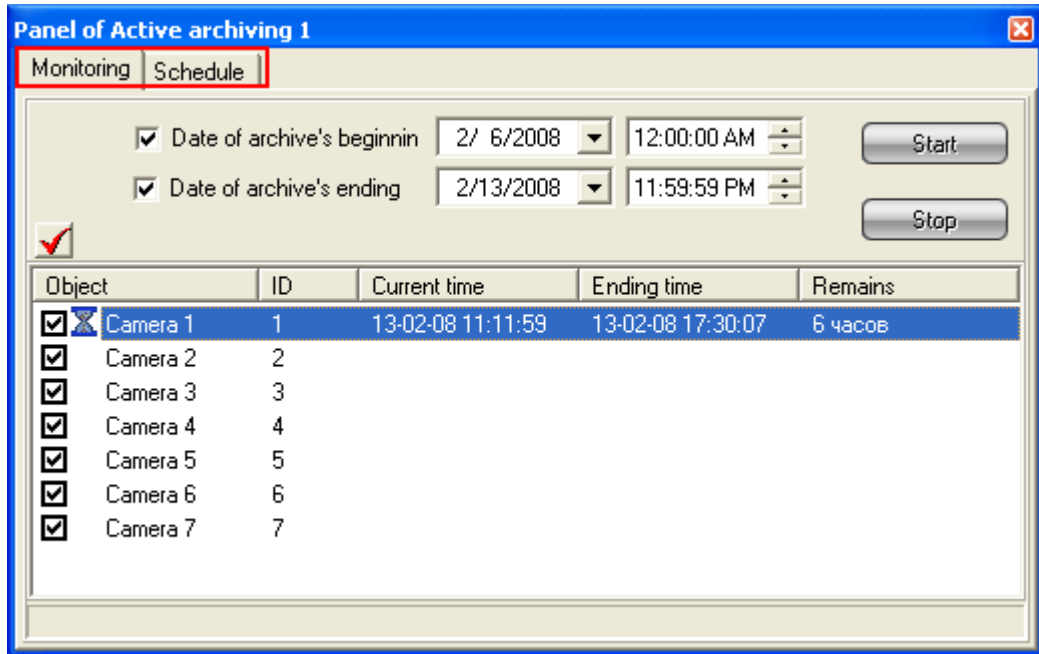 Panel of Active archiving 1
Monitoring Schedule
Date of archive's beginnin 2/ 6/2008 12:00:00 AM Start
Date of archive's ending 2/13/2008 11:59:59 PM
Stop
Object ID Current time Ending time Remains
Camera 1 1 13-02-08 11:11:59 13-02-08 17:30:07 6 часов
Camera 2 2
Camera 3 3
Camera 4 4
Camera 5 5
Camera 6 6
Camera 7 7